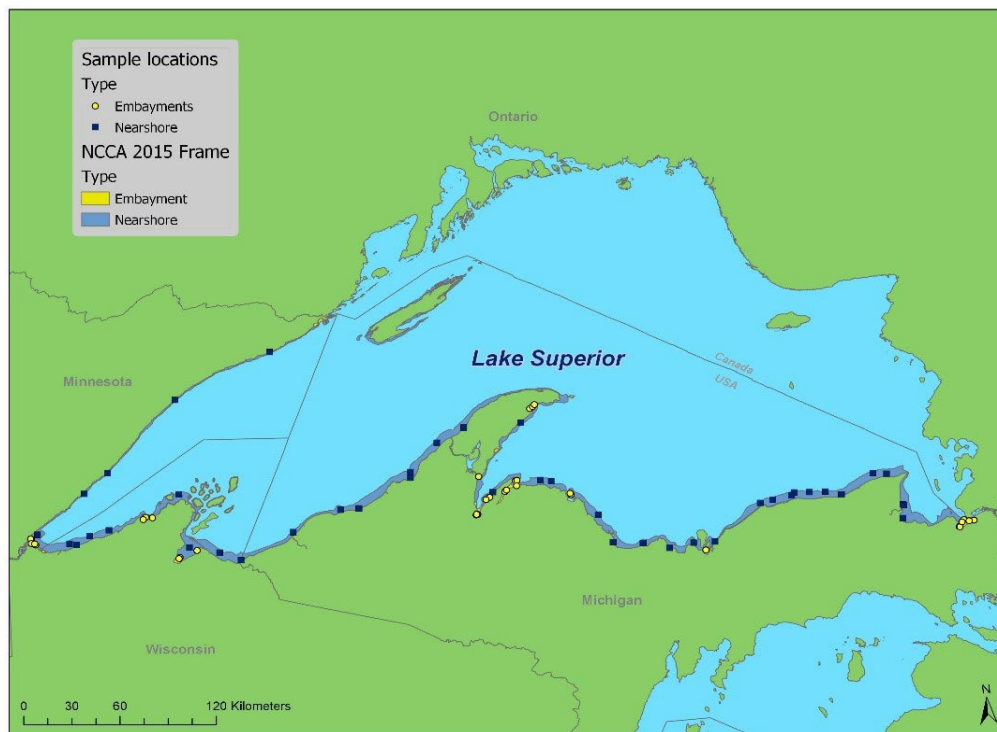 Sample locations
Type
Embayments
Nearshore
NCCA 2015 Frame
Type
Embayment
Nearshore
Ontario
Lake Superior
Canada
USA
Minnesota
Michigan
Wisconsin
0 30 60 120 Kilometers
N